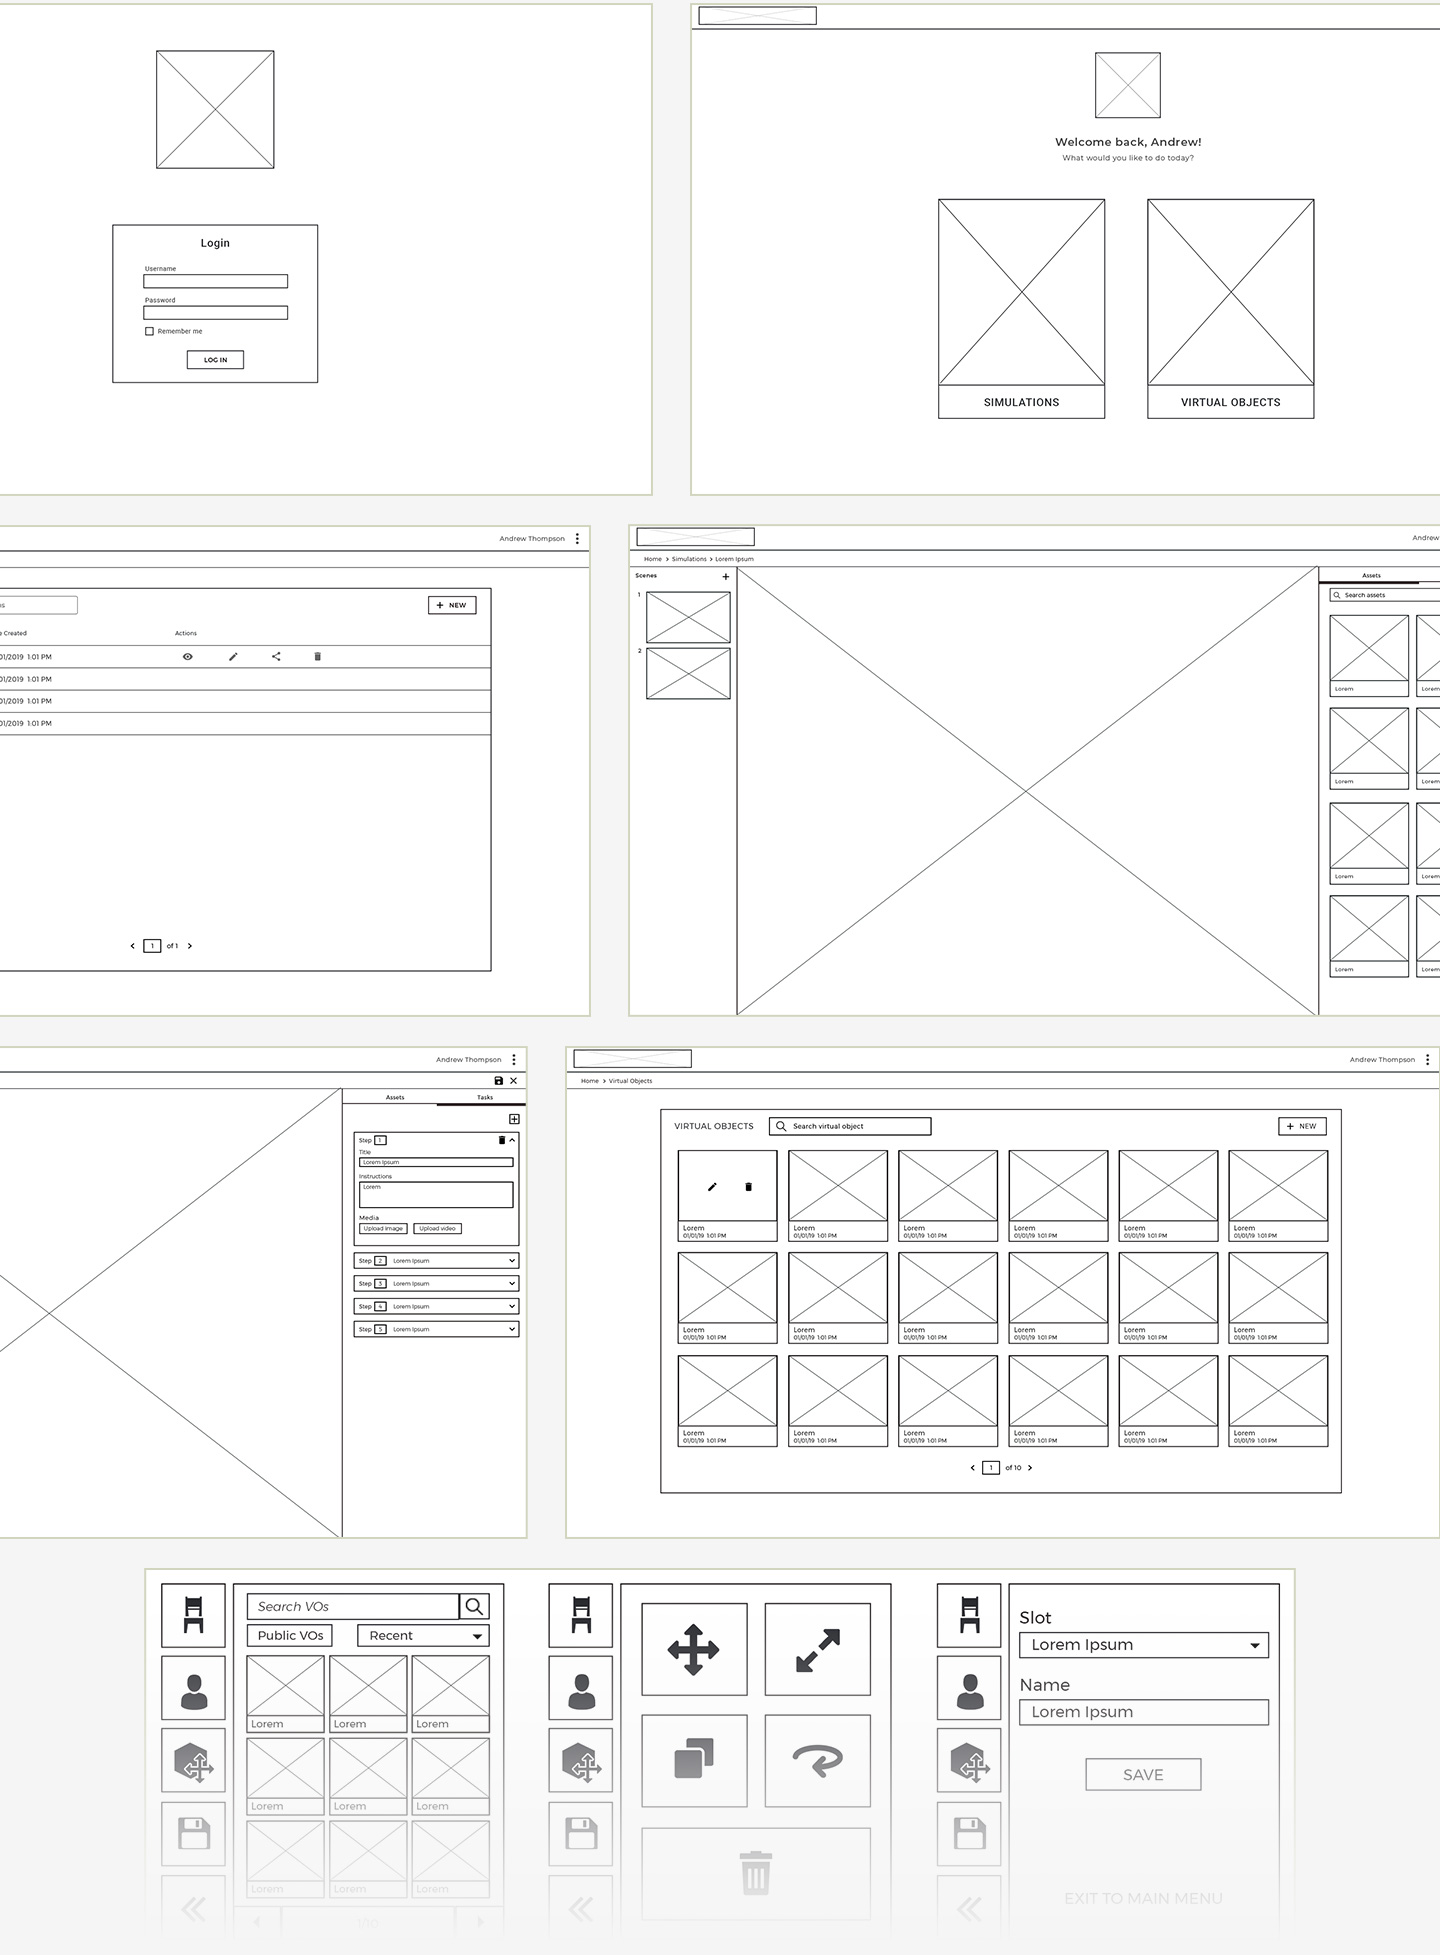 Login
Username
Password
Remember me
LOG IN
Welcome back, Andrew!
What would you like to do today?
SIMULATIONS
VIRTUAL OBJECTS
Andrew Thompson
+ NEW
Created
Actions
01/2019 1:01 PM
01/2019 1:01 PM
01/2019 1:01 PM
01/2019 1:01 PM
< 1 of 1 >
Andrew
Home > Simulations > Lorem Ipsum
Scenes +
1
2
Assets
Search assets
Lorem Lorem
Lorem Lorem
Lorem Lorem
Lorem Lorem
Andrew Thompson
Assets Tasks
Step 1
Title
Lorem Ipsum
Instructions
Lorem
Media
Upload image Upload video
Step 2 Lorem Ipsum
Step 3 Lorem Ipsum
Step 4 Lorem Ipsum
Step 5 Lorem Ipsum
Andrew Thompson
Home > Virtual Objects
VIRTUAL OBJECTS Search virtual object + NEW
Lorem Lorem Lorem Lorem Lorem Lorem
01/01/19 1:01 PM 01/01/19 1:01 PM 01/01/19 1:01 PM 01/01/19 1:01 PM 01/01/19 1:01 PM 01/01/19 1:01 PM
Lorem Lorem Lorem Lorem Lorem Lorem
01/01/19 1:01 PM 01/01/19 1:01 PM 01/01/19 1:01 PM 01/01/19 1:01 PM 01/01/19 1:01 PM 01/01/19 1:01 PM
Lorem Lorem Lorem Lorem Lorem Lorem
01/01/19 1:01 PM 01/01/19 1:01 PM 01/01/19 1:01 PM 01/01/19 1:01 PM 01/01/19 1:01 PM 01/01/19 1:01 PM
< 1 of 10 >
Search VOs
Public VOs Recent
Lorem Lorem Lorem
Lorem Lorem Lorem
Lorem Lorem Lorem
1/10
Slot
Lorem Ipsum
Name
Lorem Ipsum
SAVE
EXIT TO MAIN MENU